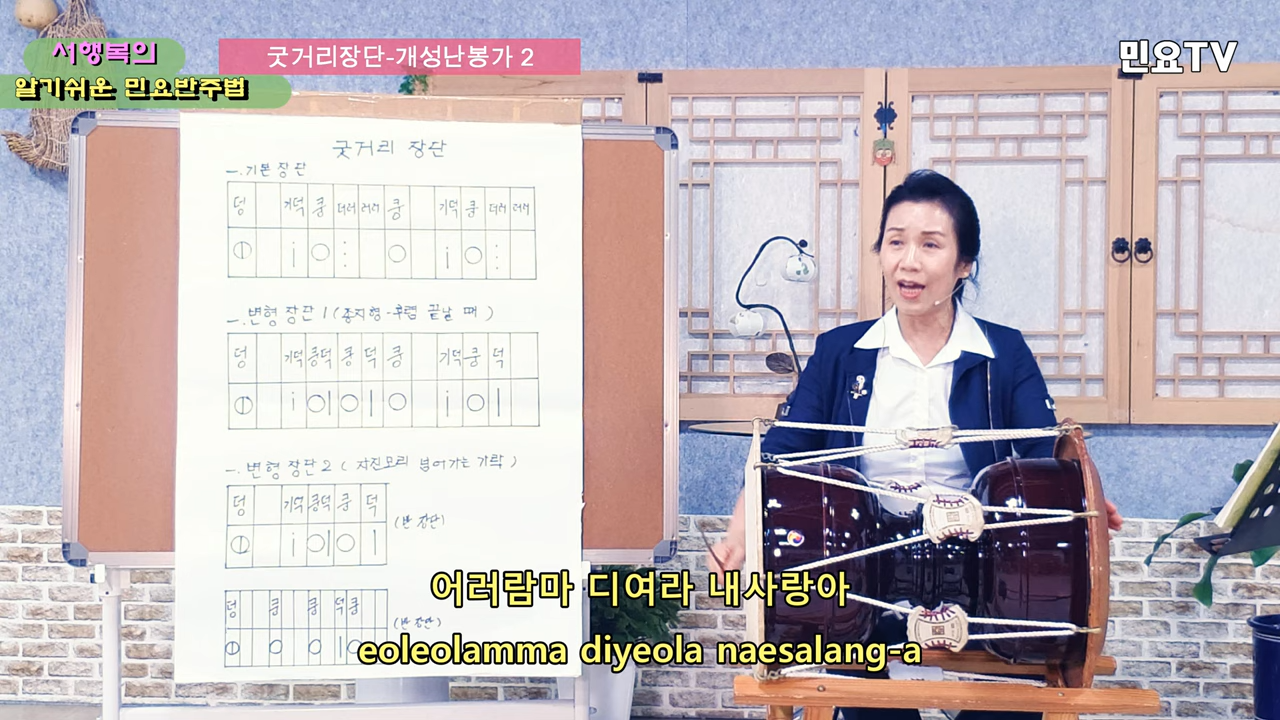 서행복의
알기쉬운 민요반주법
굿거리장단-개성난봉가 2
민요TV
굿거리 장단
一. 기본 장단
덩 기덕 쿵 더러 러러 쿵 기덕 쿵 더러 러러
一. 변형 장단 1 (종지형 - 후렴 끝날 때)
덩 기덕 쿵덕 쿵 덕 쿵 기덕 쿵 덕
一. 변형 장단 2 (자진모리 넘어가는 가락)
덩 기덕 쿵덕 쿵 덕
(반 장단)
덩 쿵 쿵 덕 쿵
(반 장단)
어러람마 디여라 내사랑아
eoleolamma diyeola naesalang-a